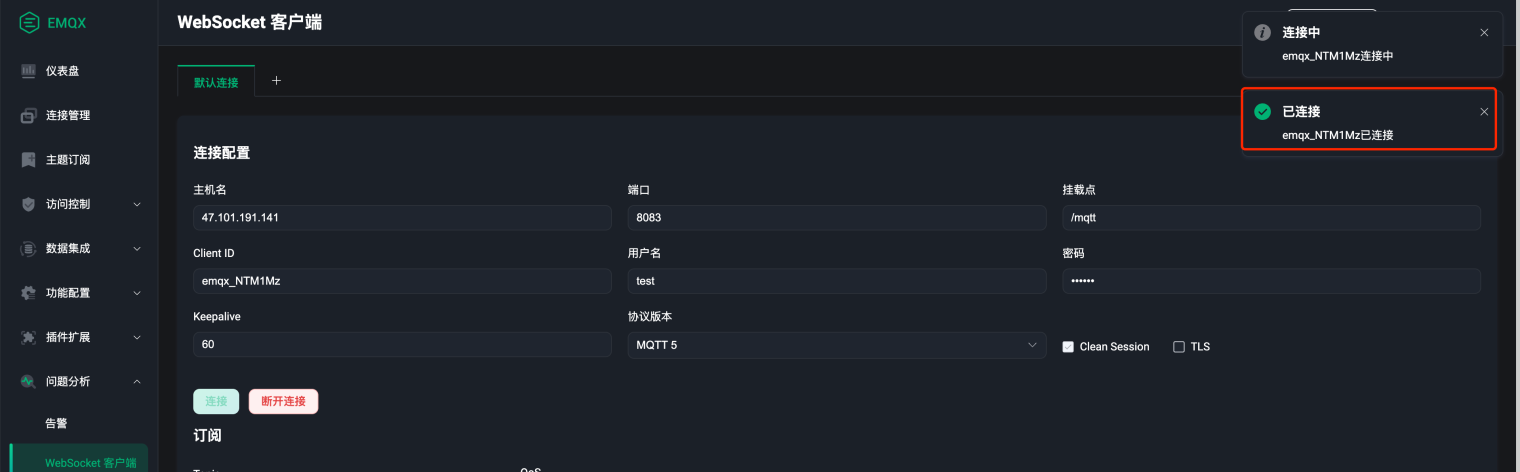 EMQX
WebSocket 客户端
仪表盘
连接管理
主题订阅
访问控制
数据集成
功能配置
插件扩展
问题分析
告警
WebSocket 客户端
默认连接
+
连接中
emqx_NTM1Mz连接中
已连接
emqx_NTM1Mz已连接
连接配置
主机名
端口
挂载点
47.101.191.141
8083
/mqtt
Client ID
用户名
密码
emqx_NTM1Mz
test
••••••
Keepalive
协议版本
60
MQTT 5
Clean Session
TLS
连接
断开连接
订阅
QoS